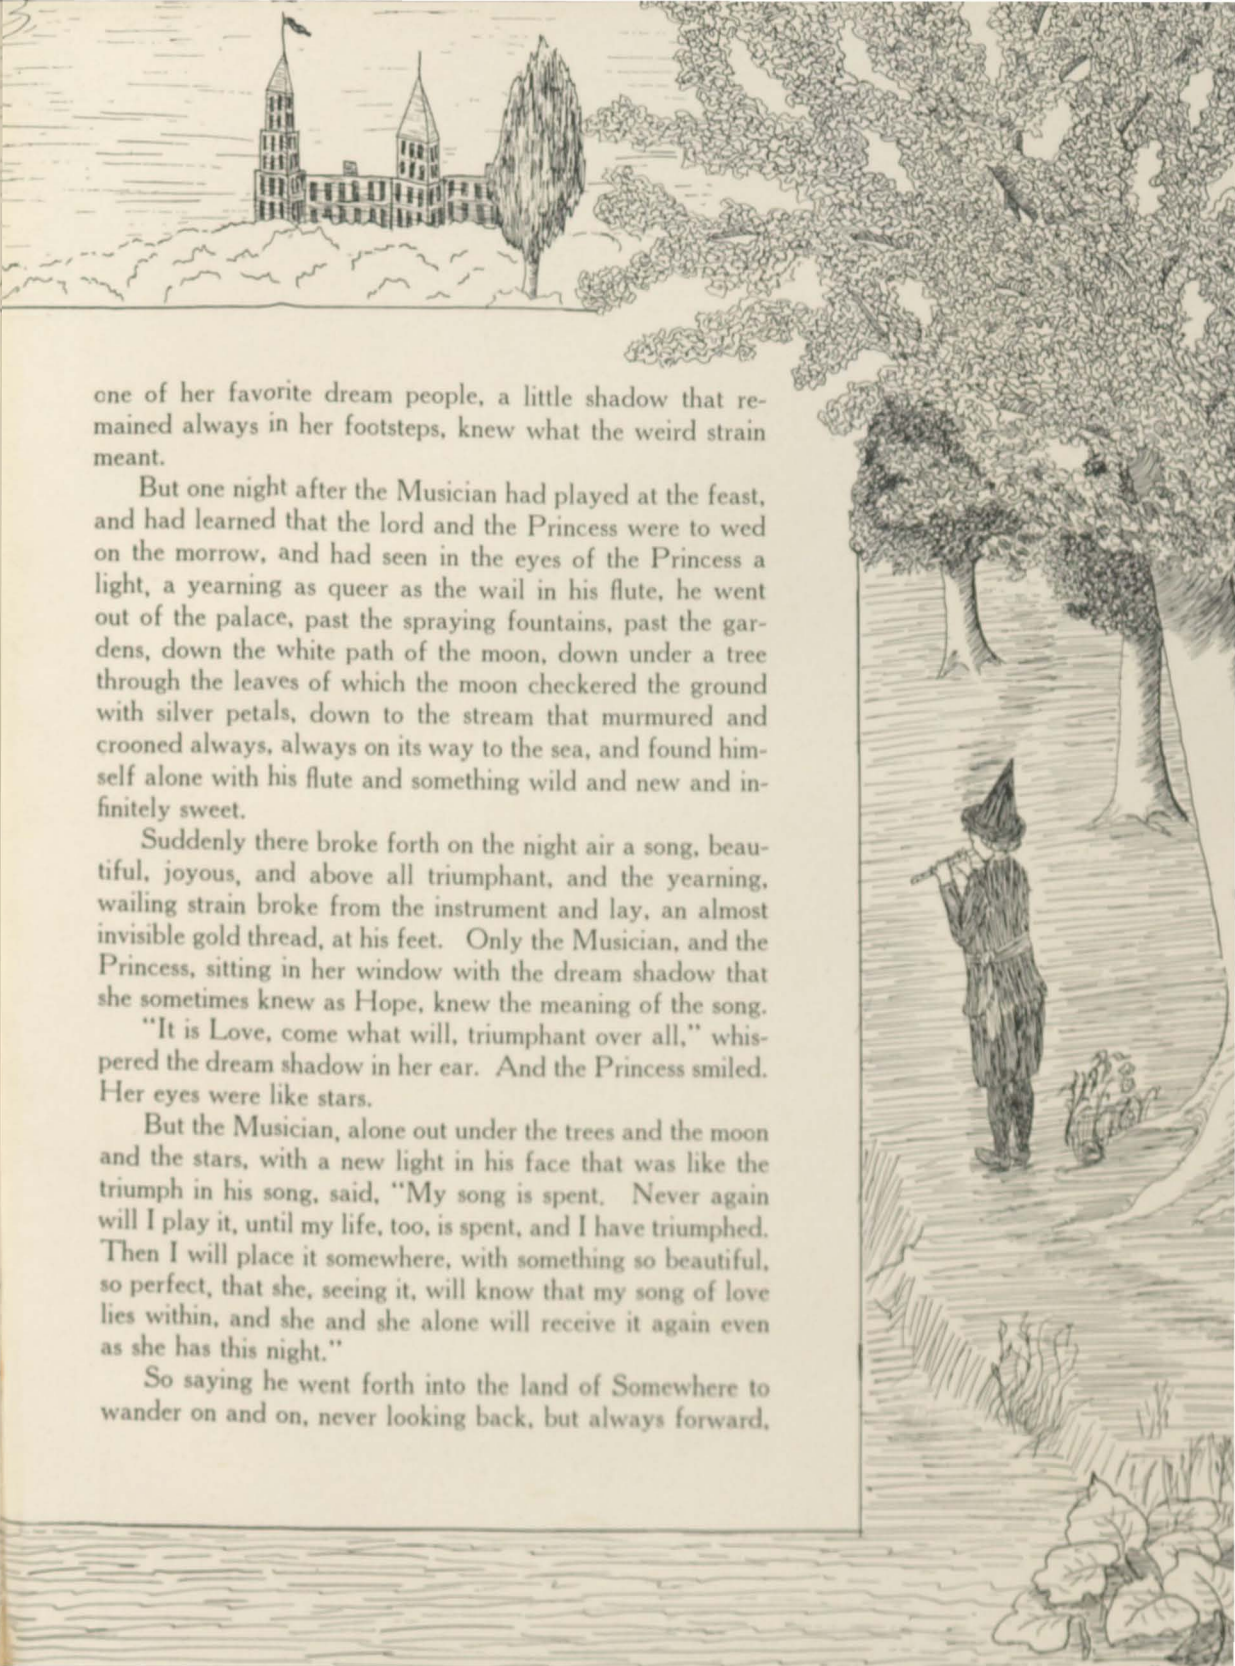 one of her favorite dream people, a little shadow that re-
mained always in her footsteps, knew what the weird strain
meant.
But one night after the Musician had played at the feast,
and had learned that the lord and the Princess were to wed
on the morrow, and had seen in the eyes of the Princess a
light, a yearning as queer as the wail in his flute, he went
out of the palace, past the spraying fountains, past the gar-
dens, down the white path of the moon, down under a tree
through the leaves of which the moon checkered the ground
with silver petals, down to the stream that murmured and
crooned always, always on its way to the sea, and found him-
self alone with his flute and something wild and new and in-
finitely sweet.
Suddenly there broke forth on the night air a song, beau-
tiful, joyous, and above all triumphant, and the yearning,
wailing strain broke from the instrument and lay, an almost
invisible gold thread, at his feet. Only the Musician, and the
Princess, sitting in her window with the dream shadow that
she sometimes knew as Hope, knew the meaning of the song.
"It is Love, come what will, triumphant over all," whis-
pered the dream shadow in her ear. And the Princess smiled.
Her eyes were like stars.
But the Musician, alone out under the trees and the moon
and the stars, with a new light in his face that was like the
triumph in his song, said, "My song is spent. Never again
will I play it, until my life, too, is spent, and I have triumphed.
Then I will place it somewhere, with something so beautiful,
so perfect, that she, seeing it, will know that my song of love
lies within, and she and she alone will receive it again even
as she has this night."
So saying he went forth into the land of Somewhere to
wander on and on, never looking back, but always forward,